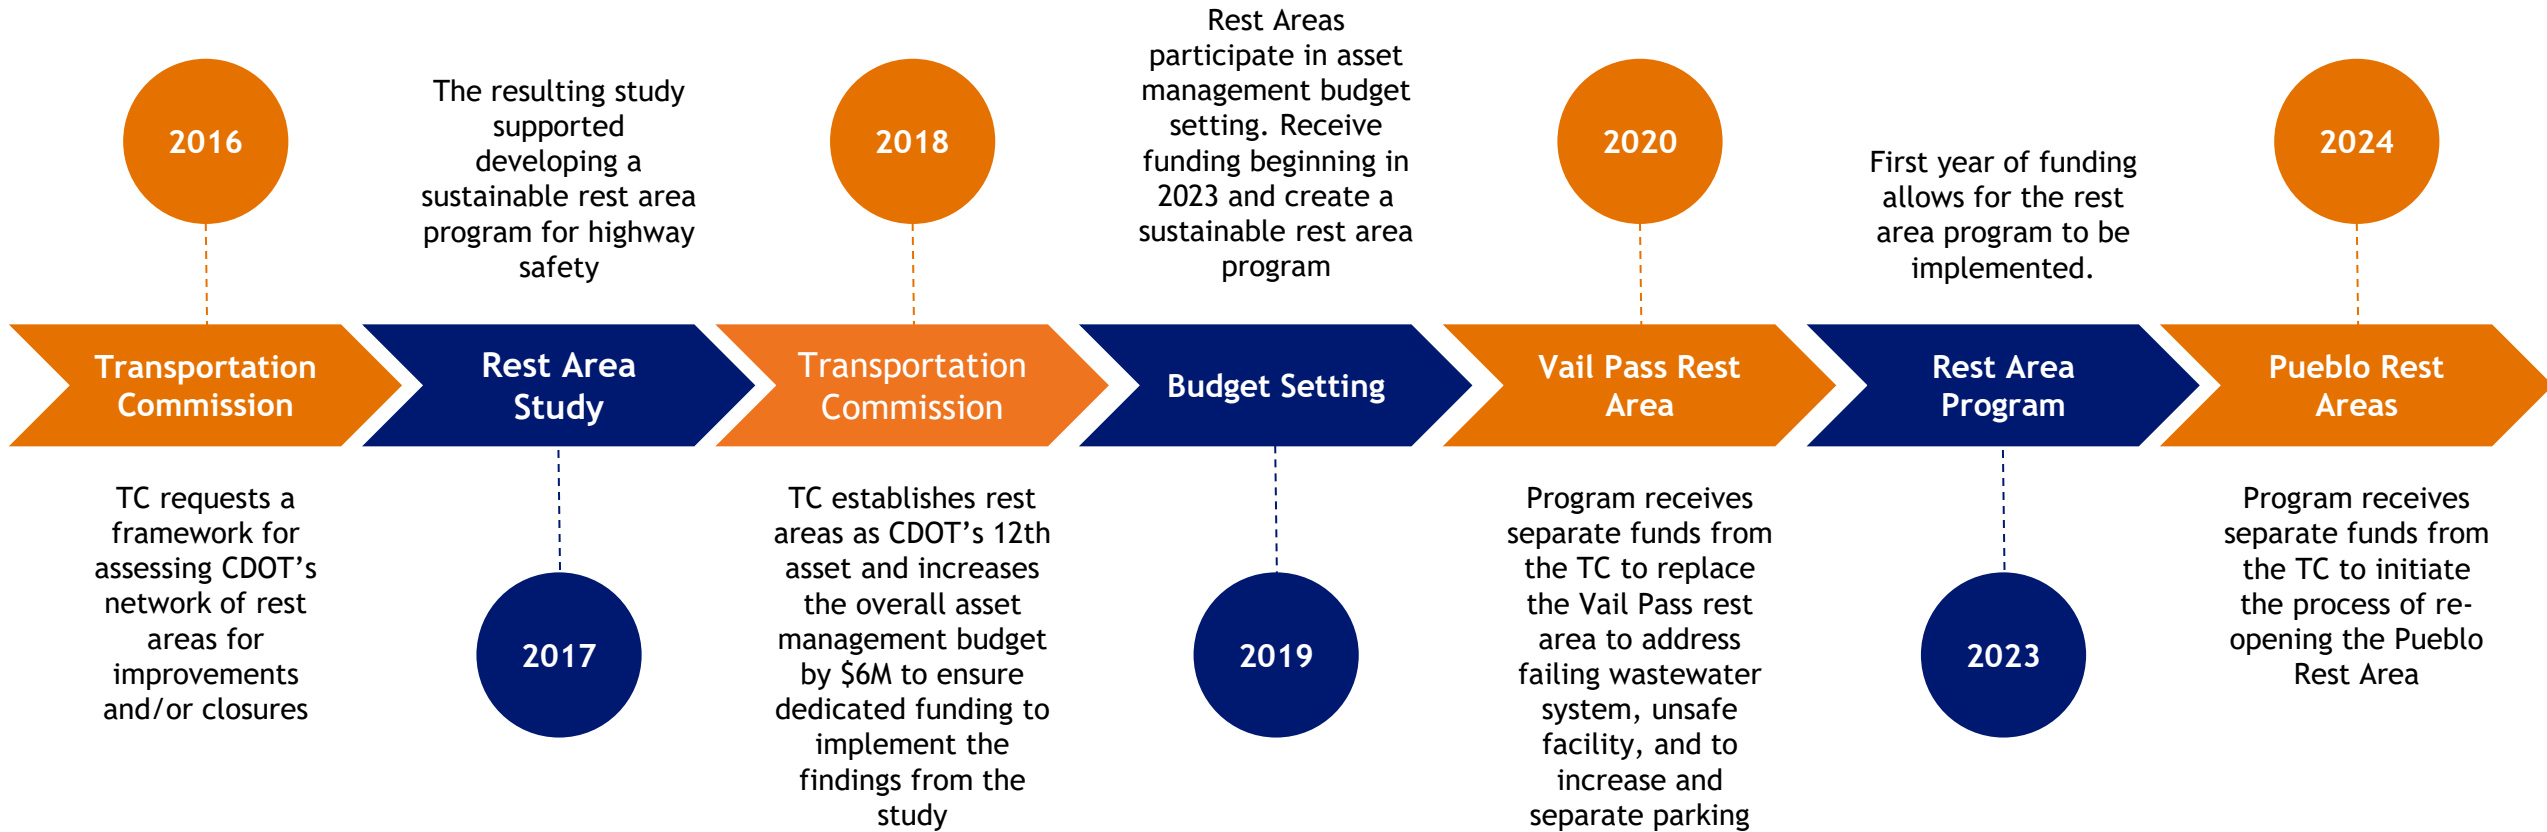 2016
Transportation
Commission
TC requests a
framework for
assessing CDOT’s
network of rest
areas for
improvements
and/or closures
The resulting study
supported
developing a
sustainable rest area
program for highway
safety
Rest Area
Study
2017
2018
Transportation
Commission
TC establishes rest
areas as CDOT’s 12th
asset and increases
the overall asset
management budget
by $6M to ensure
dedicated funding to
implement the
findings from the
study
Rest Areas
participate in asset
management budget
setting. Receive
funding beginning in
2023 and create a
sustainable rest area
program
Budget Setting
2019
2020
Vail Pass Rest
Area
Program receives
separate funds from
the TC to replace
the Vail Pass rest
area to address
failing wastewater
system, unsafe
facility, and to
increase and
separate parking
First year of funding
allows for the rest
area program to be
implemented.
Rest Area
Program
2023
2024
Pueblo Rest
Areas
Program receives
separate funds from
the TC to initiate
the process of re-
opening the Pueblo
Rest Area